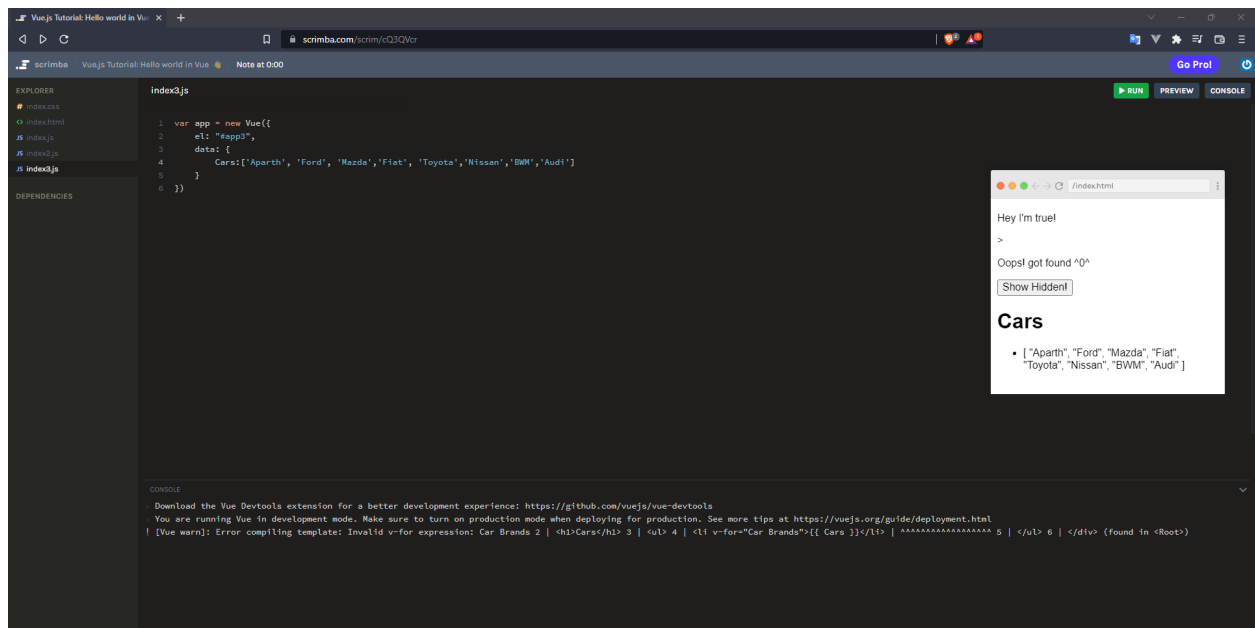 Vue.js Tutorial: Hello world in Vue
scrimba.com/scrim/cQ3QVcr
scrimba Vue.js Tutorial: Hello world in Vue 👋 Note at 0:00
Go Pro!
EXPLORER
index.css
index.html
JS index.js
JS index2.js
JS index3.js
DEPENDENCIES
index3.js
RUN PREVIEW CONSOLE
1 var app = new Vue({
2 el: "#app3",
3 data: {
4 Cars:['Aparth', 'Ford', 'Mazda','Fiat', 'Toyota','Nissan','BWM','Audi']
5 }
6 })
/index.html
Hey I'm true!
>
Oops! got found ^0^
Show Hidden!
Cars
[ "Aparth", "Ford", "Mazda", "Fiat",
"Toyota", "Nissan", "BWM", "Audi" ]
CONSOLE
Download the Vue Devtools extension for a better development experience: https://github.com/vuejs/vue-devtools
You are running Vue in development mode. Make sure to turn on production mode when deploying for production. See more tips at https://vuejs.org/guide/deployment.html
! [Vue warn]: Error compiling template: Invalid v-for expression: Car Brands 2 | <h1>Cars</h1> 3 | <ul> 4 | <li v-for="Car Brands">{{ Cars }}</li> | ^^^^^^^^^^^^^^^^^^ 5 | </ul> 6 | </div> (found in <Root>)